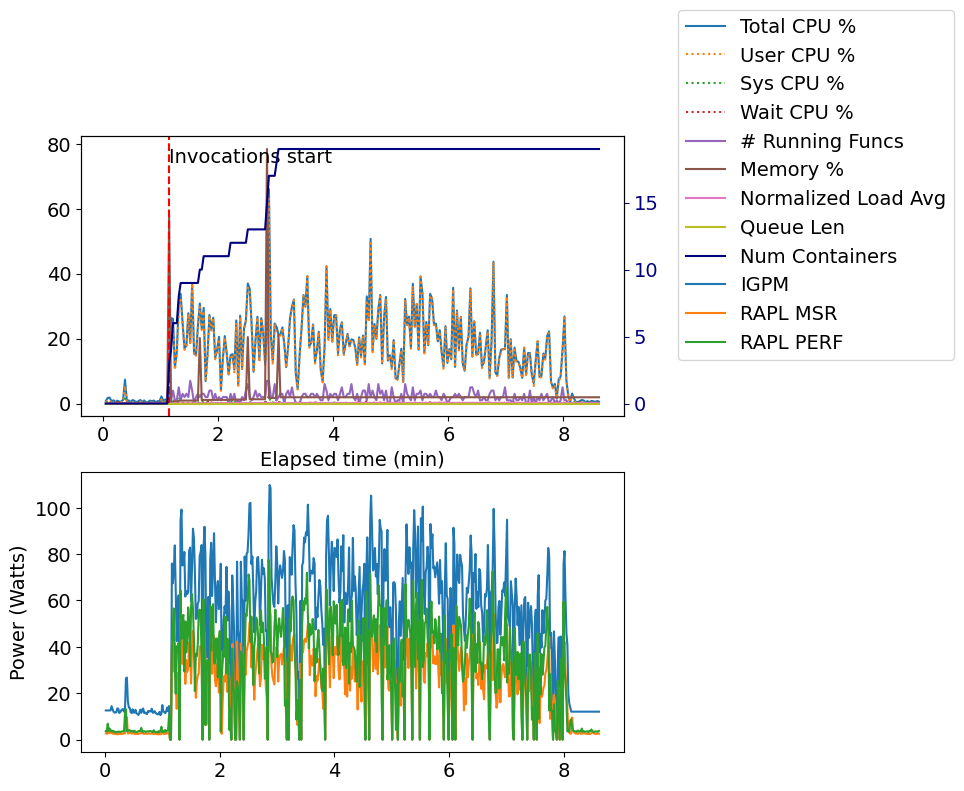 Total CPU %
User CPU %
Sys CPU %
Wait CPU %
# Running Funcs
Memory %
Normalized Load Avg
Queue Len
Num Containers
IGPM
RAPL MSR
RAPL PERF
80
60
40
20
0
Invocations start
15
10
5
0
0 2 4 6 8
Elapsed time (min)
Power (Watts)
100
80
60
40
20
0
0 2 4 6 8